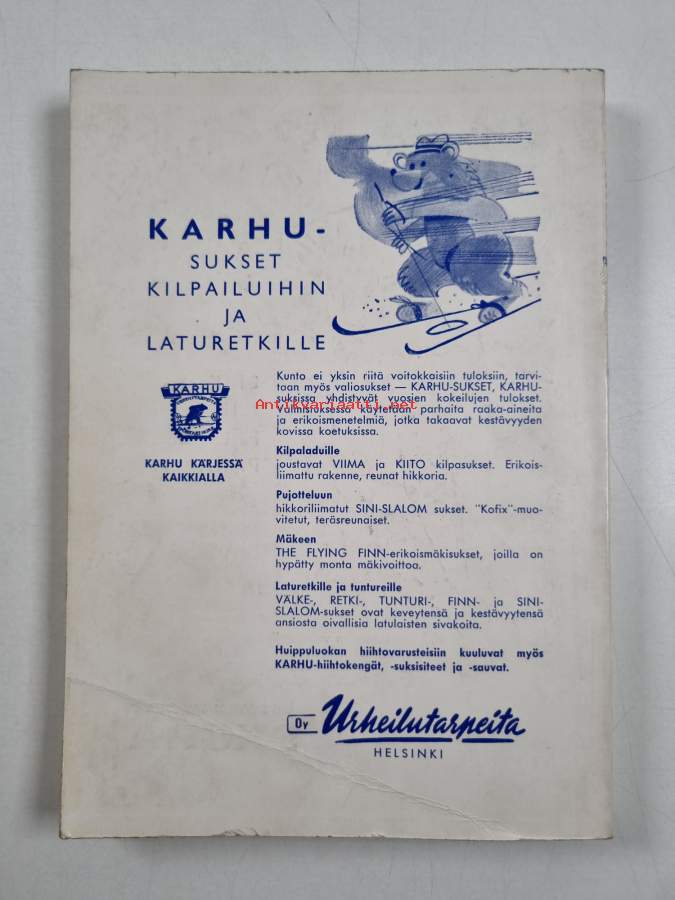 KARHU-
SUKSET
KILPAILUIHIN
JA
LATURETKILLE
KARHU
KARHU KÄRJESSÄ
KAIKKIALLA
Kunto ei yksin riitä voitokkaisiin tuloksiin, tarvi-
taan myös valiosukset — KARHU-SUKSET, KARHU-
suksissa yhdistyvät vuosien kokeilujen tulokset.
Valmistuksessa käytetään parhaita raaka-aineita
ja erikoismenetelmiä, jotka takaavat kestävyyden
kovissa koetuksissa.
Antikvariaatti.net
Kilpaladuille
joustavat VIIMA ja KIITO kilpasukset. Erikois-
liimattu rakenne, reunat hikkoria.
Pujotteluun
hikkoriliimatut SINI-SLALOM sukset. "Kofix"-muo-
vitetut, teräsreunaiset.
Mäkeen
THE FLYING FINN-erikoismäkisukset, joilla on
hypätty monta mäkivoittoa.
Laturetkille ja tuntureille
VÄLKE-, RETKI-, TUNTURI-, FINN- ja SINI-
SLALOM-sukset ovat keveytensä ja kestävyytensä
ansiosta oivallisia latulaisten sivakoita.
Huippuluokan hiihtovarusteisiin kuuluvat myös
KARHU-hiihtokengät, -suksisiteet ja -sauvat.
Oy Urheilutarpeita
HELSINKI